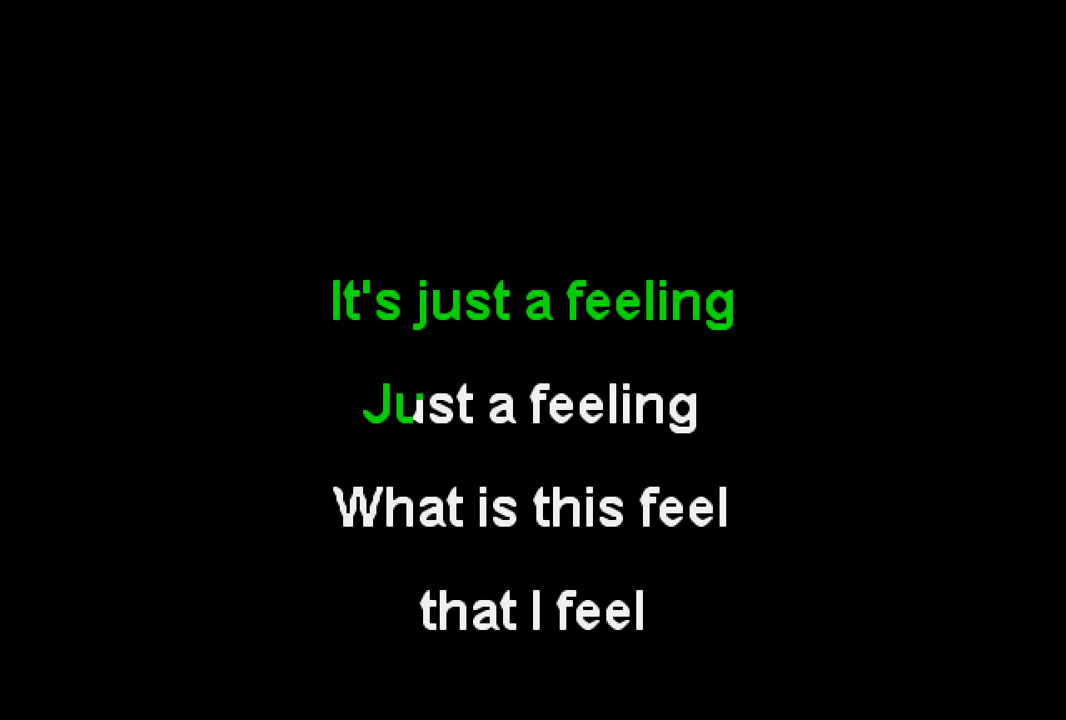 It's just a feeling
Just a feeling
What is this feel
that I feel